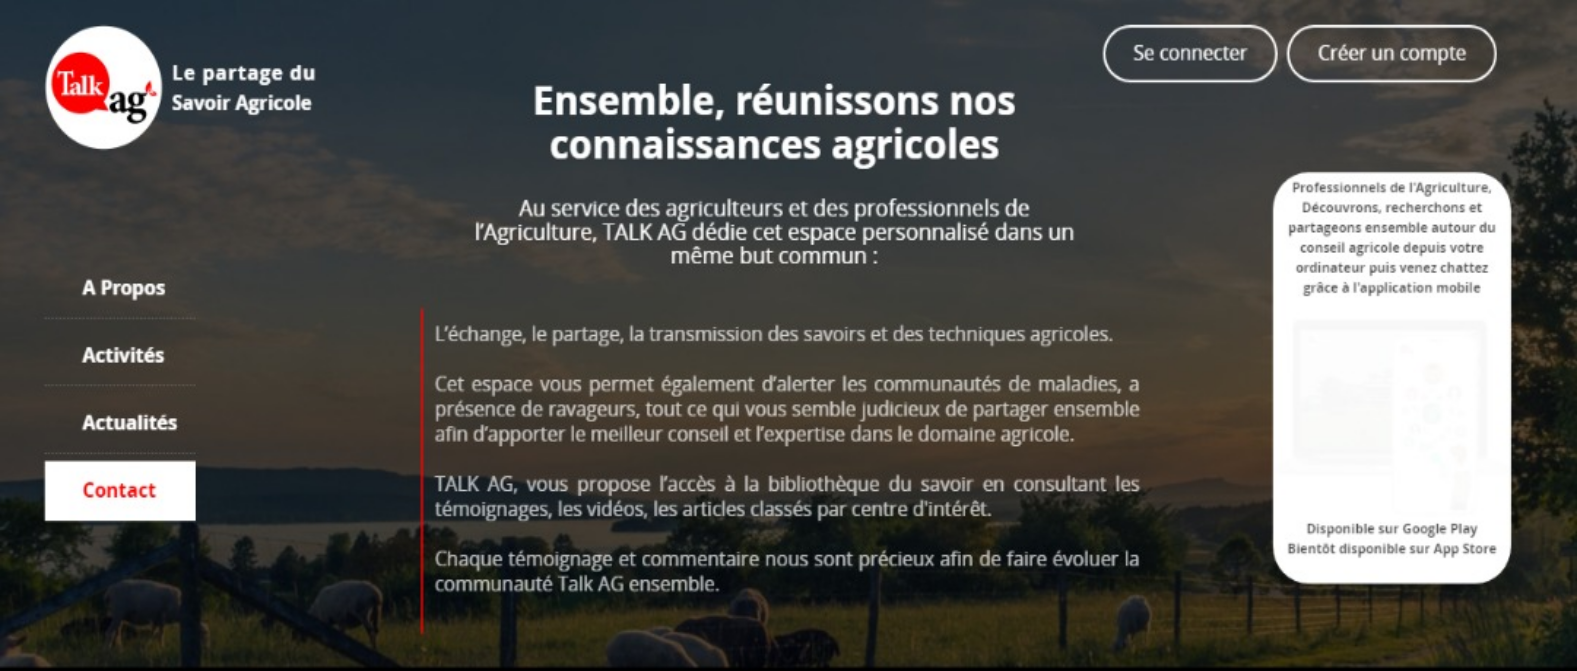 Talk ag
Le partage du
Savoir Agricole
Se connecter
Créer un compte
Ensemble, réunissons nos
connaissances agricoles
Au service des agriculteurs et des professionnels de
l'Agriculture, TALK AG dédie cet espace personnalisé dans un
même but commun :
A Propos
Activités
Actualités
Contact
L'échange, le partage, la transmission des savoirs et des techniques agricoles.
Cet espace vous permet également d'alerter les communautés de maladies, a
présence de ravageurs, tout ce qui vous semble judicieux de partager ensemble
afin d'apporter le meilleur conseil et l'expertise dans le domaine agricole.
TALK AG, vous propose l'accès à la bibliothèque du savoir en consultant les
témoignages, les vidéos, les articles classés par centre d'intérêt.
Chaque témoignage et commentaire nous sont précieux afin de faire évoluer la
communauté Talk AG ensemble.
Professionnels de l'Agriculture,
Découvrons, recherchons et
partageons ensemble autour du
conseil agricole depuis votre
ordinateur puis venez chattez
grâce à l'application mobile
Disponible sur Google Play
Bientôt disponible sur App Store